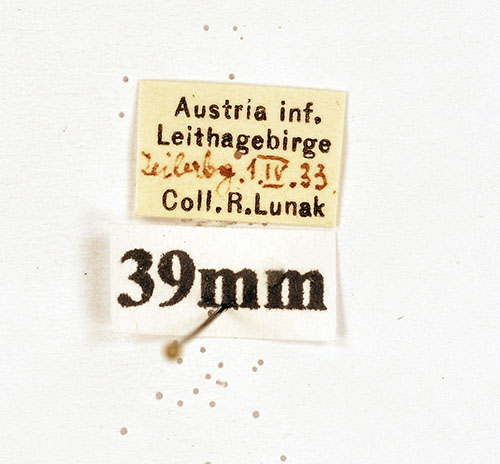 Austria inf.
Leithagebirge
Zeilerbg. 1.IV.33.
Coll.R.Lunak
39mm